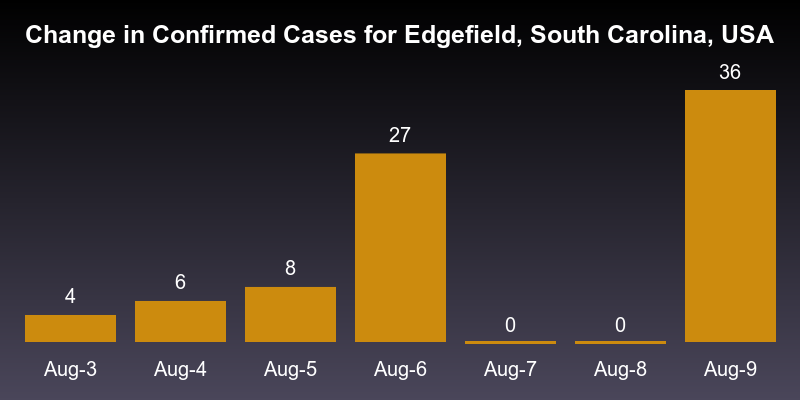 Change in Confirmed Cases for Edgefield, South Carolina, USA
36
27
8
6
4
0
0
Aug-3
Aug-4
Aug-5
Aug-6
Aug-7
Aug-8
Aug-9